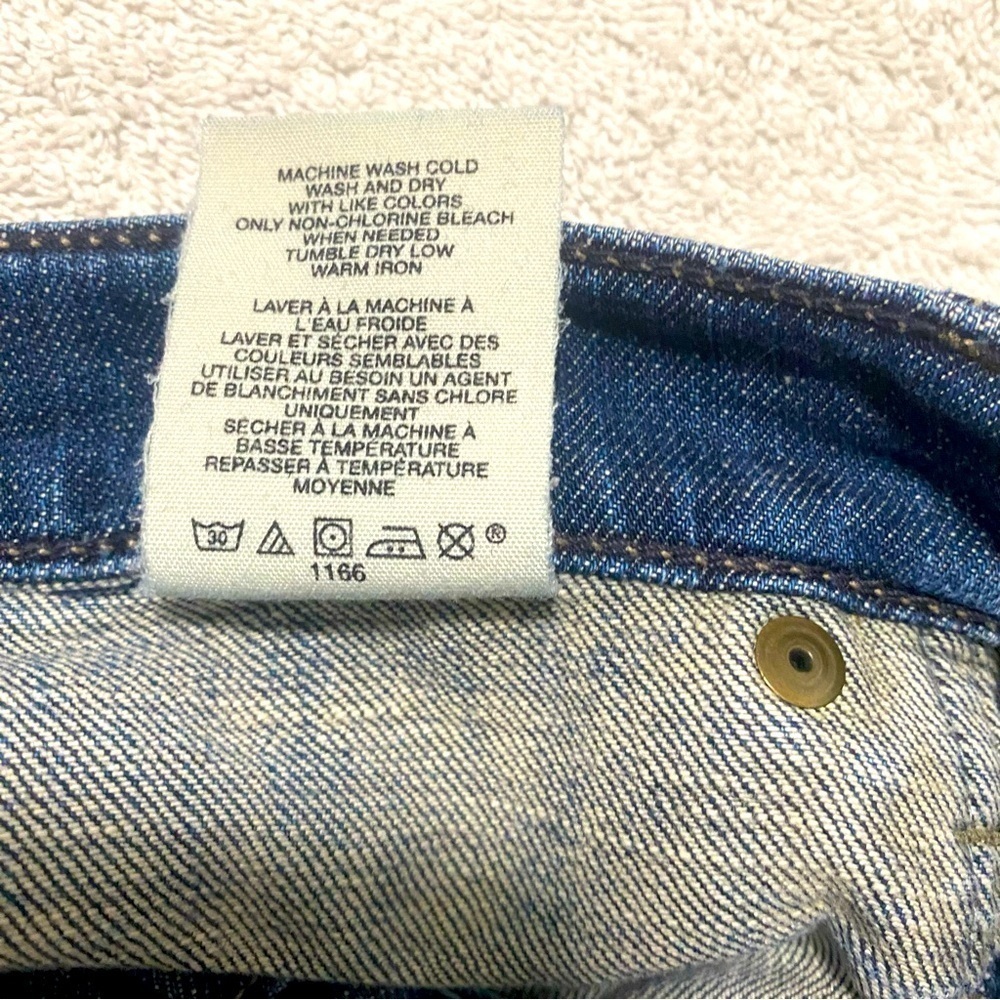 MACHINE WASH COLD
WASH AND DRY
WITH LIKE COLORS
ONLY NON-CHLORINE BLEACH
WHEN NEEDED
TUMBLE DRY LOW
WARM IRON
LAVER À LA MACHINE À
L'EAU FROIDE
LAVER ET SÉCHER AVEC DES
COULEURS SEMBLABLES
UTILISER AU BESOIN UN AGENT
DE BLANCHIMENT SANS CHLORE
UNIQUEMENT
SÉCHER À LA MACHINE À
BASSE TEMPÉRATURE
REPASSER À TEMPÉRATURE
MOYENNE
30 ®
1166